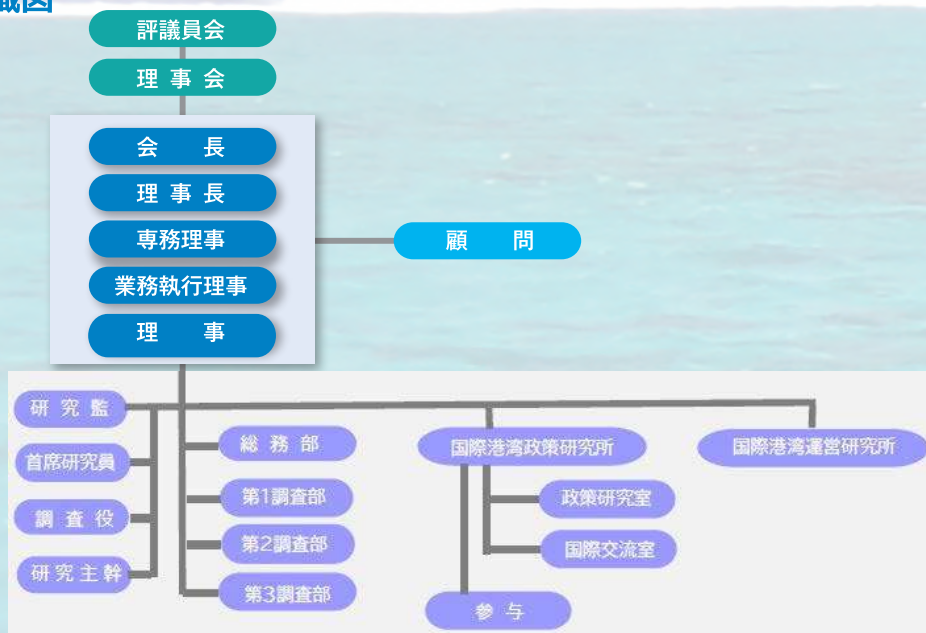 評議員会
理事会
会長
理事長
専務理事
業務執行理事
理事
顧問
研究監
首席研究員
調査役
研究主幹
総務部
第1調査部
第2調査部
第3調査部
国際港湾政策研究所
政策研究室
国際交流室
参与
国際港湾運営研究所